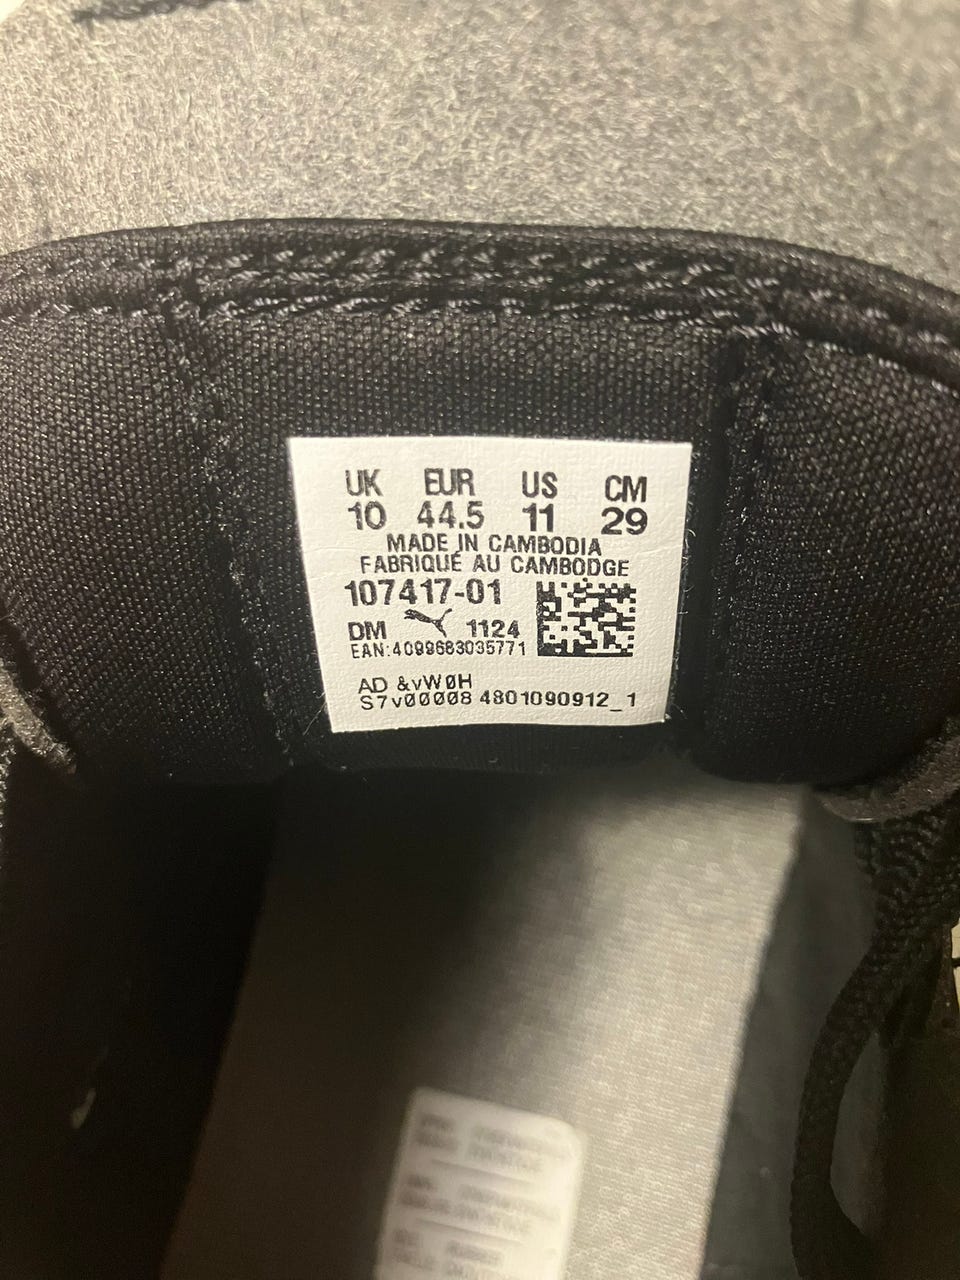 UK EUR US CM
10 44.5 11 29
MADE IN CAMBODIA
FABRIQUÉ AU CAMBODGE
107417-01
DM 1124
EAN:4099683035771
AD &vW0H
S7v00008 4801090912_1